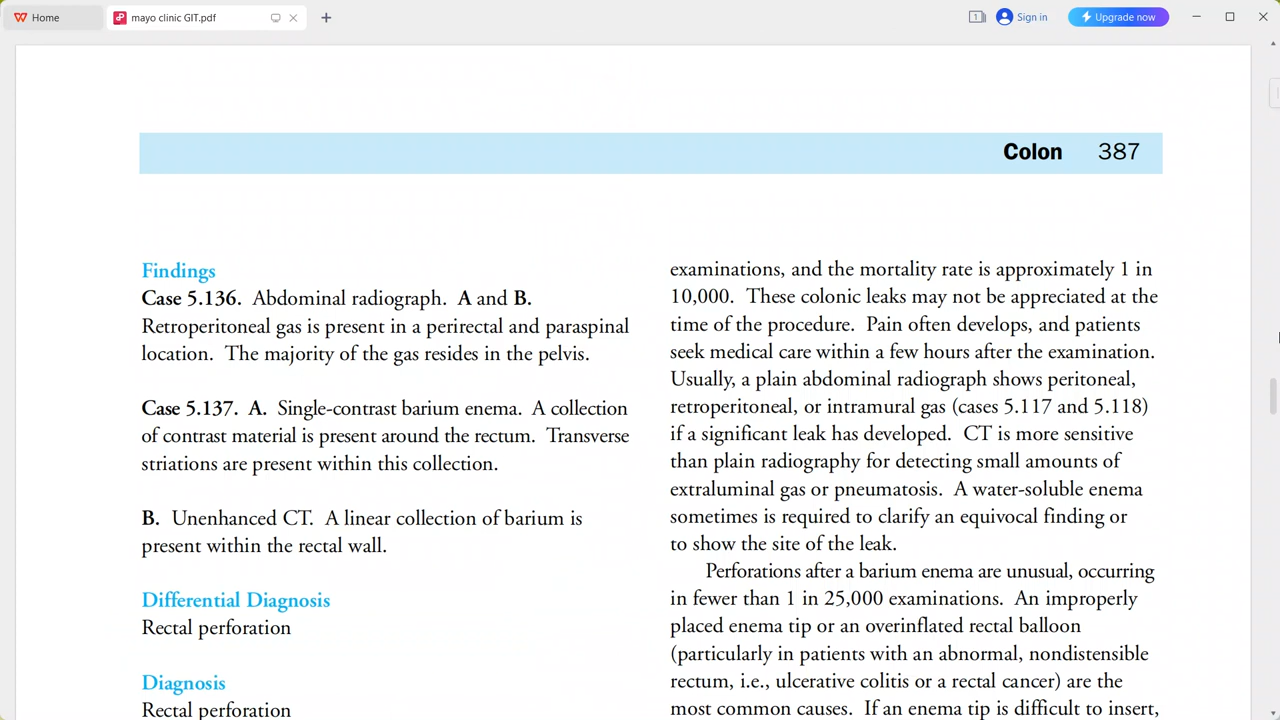 Home
mayo clinic GIT.pdf
1
Sign in
Upgrade now
Colon 387
Findings
Case 5.136. Abdominal radiograph. A and B.
Retroperitoneal gas is present in a perirectal and paraspinal
location. The majority of the gas resides in the pelvis.
Case 5.137. A. Single-contrast barium enema. A collection
of contrast material is present around the rectum. Transverse
striations are present within this collection.
B. Unenhanced CT. A linear collection of barium is
present within the rectal wall.
Differential Diagnosis
Rectal perforation
Diagnosis
Rectal perforation
examinations, and the mortality rate is approximately 1 in
10,000. These colonic leaks may not be appreciated at the
time of the procedure. Pain often develops, and patients
seek medical care within a few hours after the examination.
Usually, a plain abdominal radiograph shows peritoneal,
retroperitoneal, or intramural gas (cases 5.117 and 5.118)
if a significant leak has developed. CT is more sensitive
than plain radiography for detecting small amounts of
extraluminal gas or pneumatosis. A water-soluble enema
sometimes is required to clarify an equivocal finding or
to show the site of the leak.
Perforations after a barium enema are unusual, occurring
in fewer than 1 in 25,000 examinations. An improperly
placed enema tip or an overinflated rectal balloon
(particularly in patients with an abnormal, nondistensible
rectum, i.e., ulcerative colitis or a rectal cancer) are the
most common causes. If an enema tip is difficult to insert,